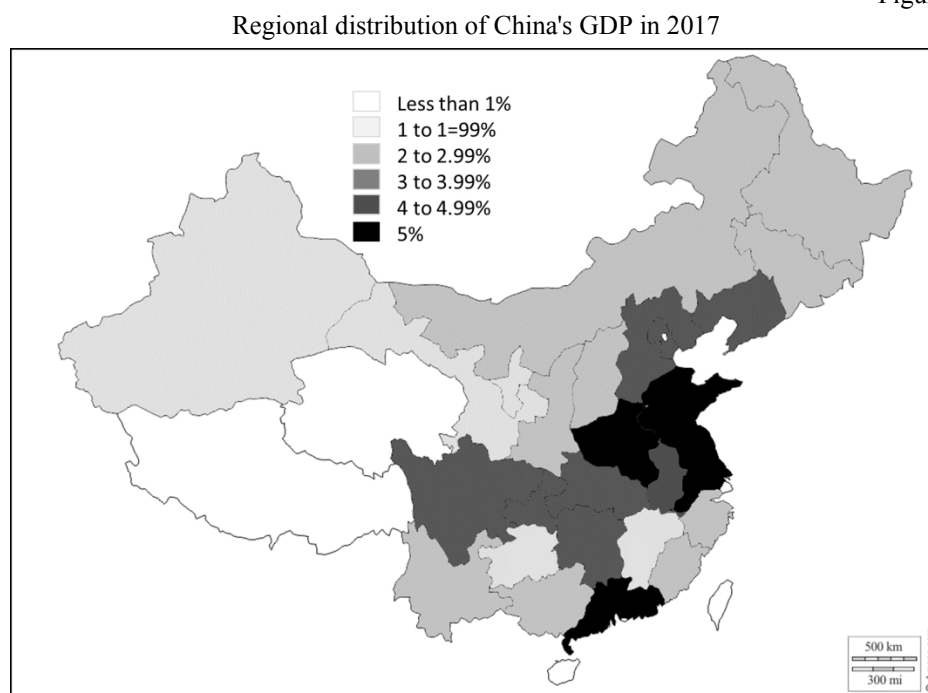 Regional distribution of China's GDP in 2017
Less than 1%
1 to 1=99%
2 to 2.99%
3 to 3.99%
4 to 4.99%
5%
500 km
300 mi